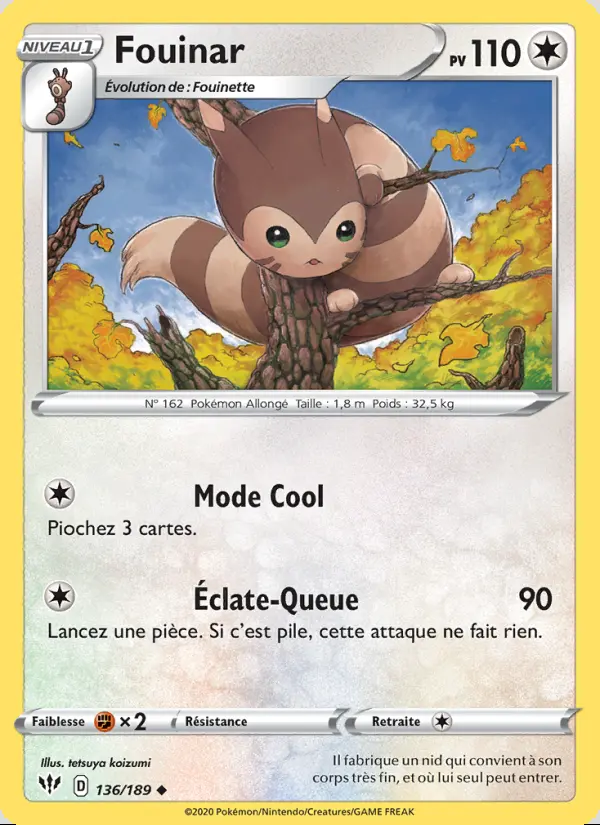 NIVEAU 1
Fouinar
PV 110
Évolution de : Fouinette
N° 162 Pokémon Allongé Taille : 1,8 m Poids : 32,5 kg
Mode Cool
Piochez 3 cartes.
Éclate-Queue 90
Lancez une pièce. Si c'est pile, cette attaque ne fait rien.
Faiblesse ×2 Résistance Retraite
Illus. tetsuya koizumi
Il fabrique un nid qui convient à son
corps très fin, et où lui seul peut entrer.
D 136/189
©2020 Pokémon/Nintendo/Creatures/GAME FREAK